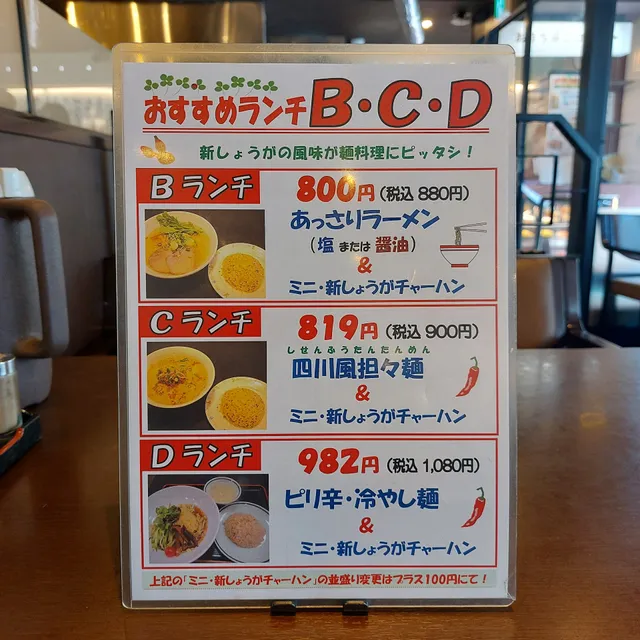 おすすめランチB・C・D
新しょうがの風味が麺料理にピッタシ！
Bランチ
800円（税込 880円）
あっさりラーメン
（塩 または 醤油）
&
ミニ・新しょうがチャーハン
Cランチ
819円（税込 900円）
しせんふうたんたんめん
四川風担々麺
&
ミニ・新しょうがチャーハン
Dランチ
982円（税込 1,080円）
ピリ辛・冷やし麺
&
ミニ・新しょうがチャーハン
上記の「ミニ・新しょうがチャーハン」の並盛り変更はプラス100円にて！